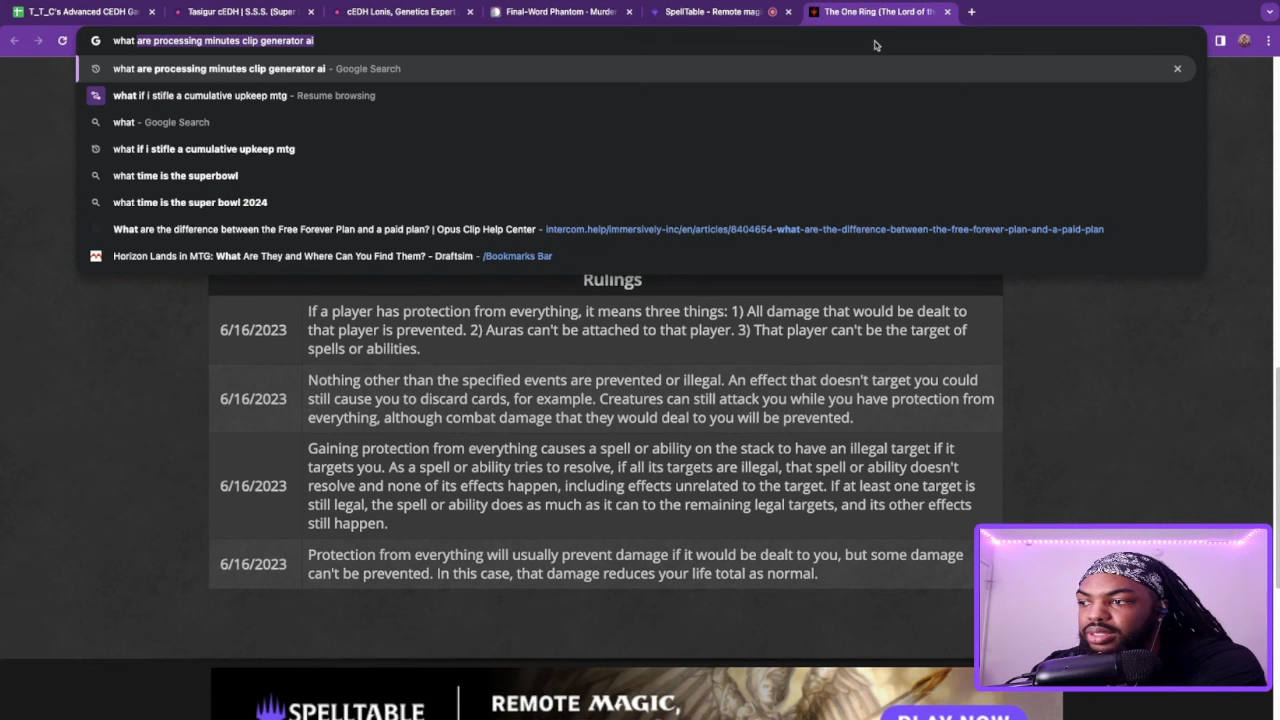 T_T_C's Advanced CEDH Ga
Tasigur cEDH | S.S.S. (Super
cEDH Lonis, Genetics Expert
Final-Word Phantom · Murder
SpellTable - Remote mag
The One Ring (The Lord of th
what are processing minutes clip generator ai
what are processing minutes clip generator ai - Google Search
what if i stifle a cumulative upkeep mtg - Resume browsing
what - Google Search
what if i stifle a cumulative upkeep mtg
what time is the superbowl
what time is the super bowl 2024
What are the difference between the Free Forever Plan and a paid plan? | Opus Clip Help Center - intercom.help/immersively-inc/en/articles/8404654-what-are-the-difference-between-the-free-forever-plan-and-a-paid-plan
Horizon Lands in MTG: What Are They and Where Can You Find Them? - Draftsim - /Bookmarks Bar
Rulings
6/16/2023
If a player has protection from everything, it means three things: 1) All damage that would be dealt to
that player is prevented. 2) Auras can't be attached to that player. 3) That player can't be the target of
spells or abilities.
6/16/2023
Nothing other than the specified events are prevented or illegal. An effect that doesn't target you could
still cause you to discard cards, for example. Creatures can still attack you while you have protection from
everything, although combat damage that they would deal to you will be prevented.
6/16/2023
Gaining protection from everything causes a spell or ability on the stack to have an illegal target if it
targets you. As a spell or ability tries to resolve, if all its targets are illegal, that spell or ability doesn't
resolve and none of its effects happen, including effects unrelated to the target. If at least one target is
still legal, the spell or ability does as much as it can to the remaining legal targets, and its other effects
still happen.
6/16/2023
Protection from everything will usually prevent damage if it would be dealt to you, but some damage
can't be prevented. In this case, that damage reduces your life total as normal.
SPELLTABLE
REMOTE MAGIC,
PLAY NOW